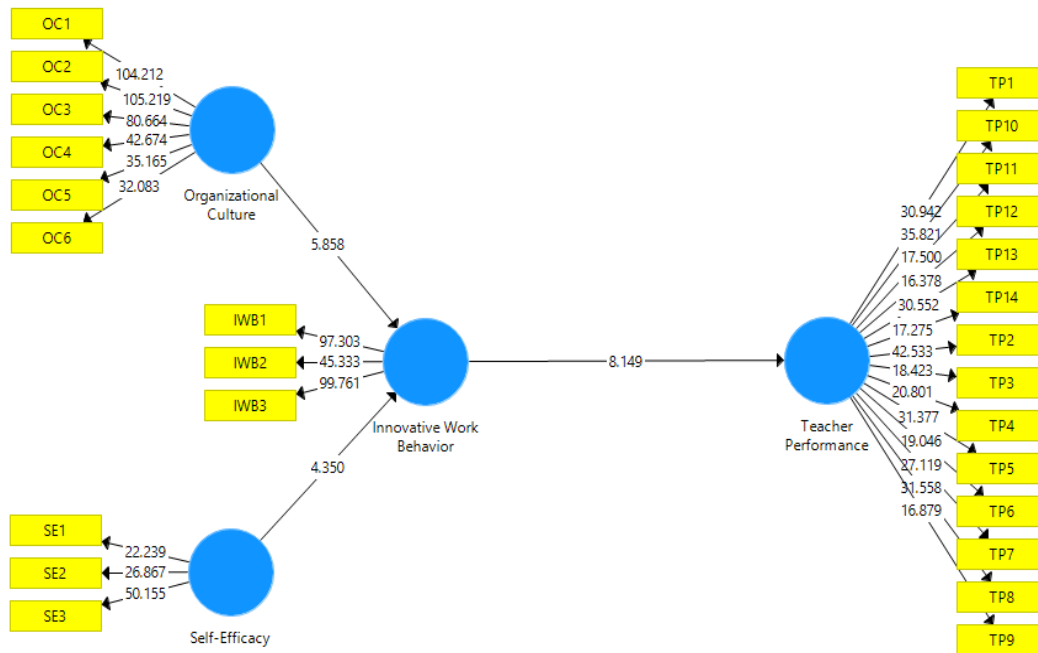 OC1
OC2
OC3
OC4
OC5
OC6
104.212
105.219
80.664
42.674
35.165
32.083
Organizational
Culture
5.858
IWB1
IWB2
IWB3
97.303
45.333
99.761
Innovative Work
Behavior
8.149
4.350
SE1
SE2
SE3
22.239
26.867
50.155
Self-Efficacy
Teacher
Performance
30.942
35.821
17.500
16.378
30.552
17.275
42.533
18.423
20.801
31.377
19.046
27.119
31.558
16.879
TP1
TP10
TP11
TP12
TP13
TP14
TP2
TP3
TP4
TP5
TP6
TP7
TP8
TP9